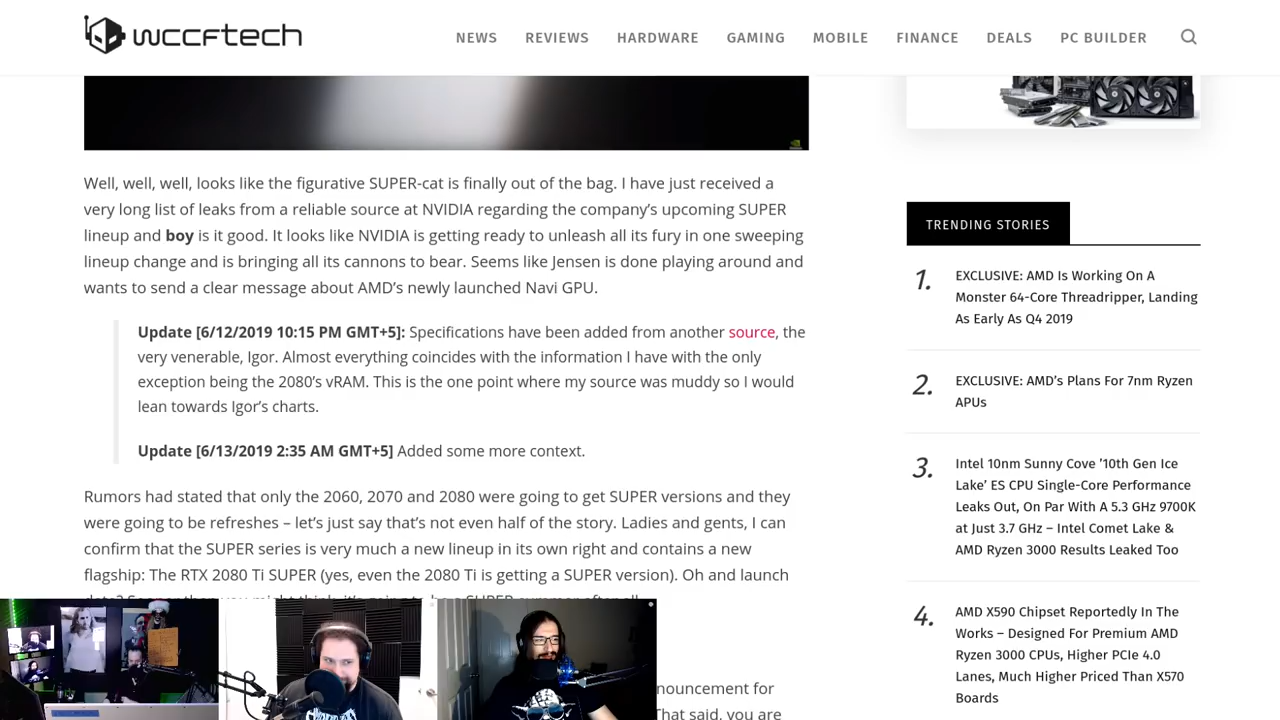 wccftech
NEWS REVIEWS HARDWARE GAMING MOBILE FINANCE DEALS PC BUILDER
Well, well, well, looks like the figurative SUPER-cat is finally out of the bag. I have just received a
very long list of leaks from a reliable source at NVIDIA regarding the company’s upcoming SUPER
lineup and boy is it good. It looks like NVIDIA is getting ready to unleash all its fury in one sweeping
lineup change and is bringing all its cannons to bear. Seems like Jensen is done playing around and
wants to send a clear message about AMD’s newly launched Navi GPU.
Update [6/12/2019 10:15 PM GMT+5]: Specifications have been added from another source, the
very venerable, Igor. Almost everything coincides with the information I have with the only
exception being the 2080’s vRAM. This is the one point where my source was muddy so I would
lean towards Igor’s charts.
Update [6/13/2019 2:35 AM GMT+5] Added some more context.
Rumors had stated that only the 2060, 2070 and 2080 were going to get SUPER versions and they
were going to be refreshes – let’s just say that’s not even half of the story. Ladies and gents, I can
confirm that the SUPER series is very much a new lineup in its own right and contains a new
flagship: The RTX 2080 Ti SUPER (yes, even the 2080 Ti is getting a SUPER version). Oh and launch
nouncement for
That said, you are
TRENDING STORIES
1. EXCLUSIVE: AMD Is Working On A
Monster 64-Core Threadripper, Landing
As Early As Q4 2019
2. EXCLUSIVE: AMD’s Plans For 7nm Ryzen
APUs
3. Intel 10nm Sunny Cove ’10th Gen Ice
Lake’ ES CPU Single-Core Performance
Leaks Out, On Par With A 5.3 GHz 9700K
at Just 3.7 GHz – Intel Comet Lake &
AMD Ryzen 3000 Results Leaked Too
4. AMD X590 Chipset Reportedly In The
Works – Designed For Premium AMD
Ryzen 3000 CPUs, Higher PCIe 4.0
Lanes, Much Higher Priced Than X570
Boards